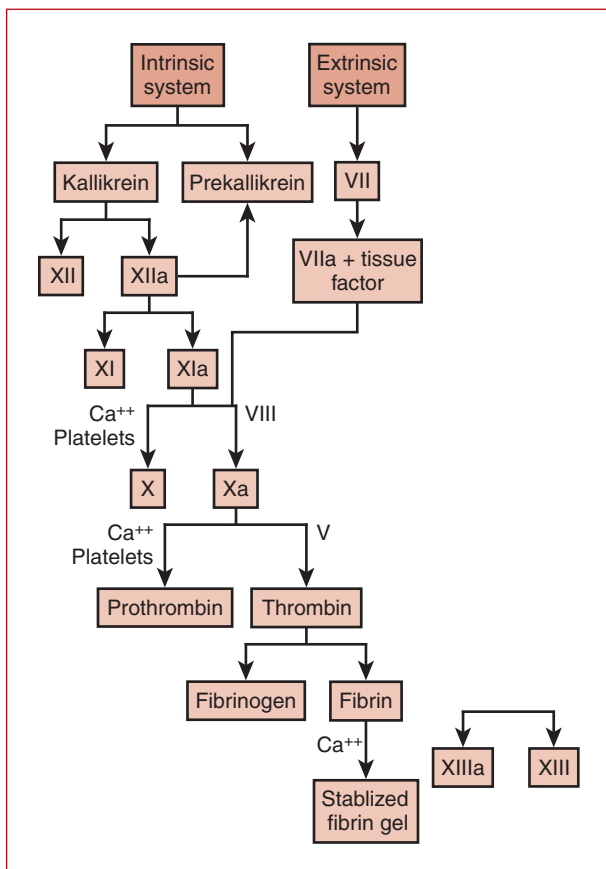 Intrinsic
system
Extrinsic
system
Kallikrein
Prekallikrein
VII
XII
XIIa
VIIa + tissue
factor
XI
XIa
Ca++
Platelets
VIII
X
Xa
Ca++
Platelets
V
Prothrombin
Thrombin
Fibrinogen
Fibrin
Ca++
XIIIa
XIII
Stablized
fibrin gel